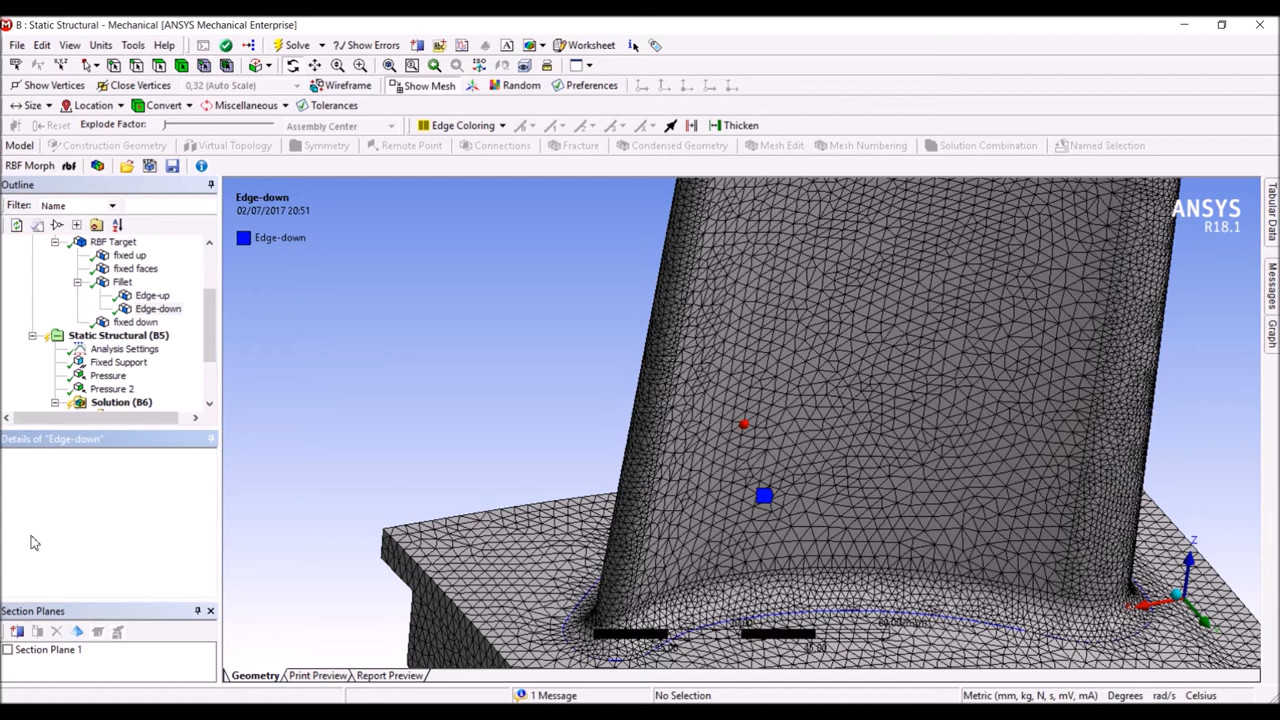 B : Static Structural - Mechanical [ANSYS Mechanical Enterprise]
File Edit View Units Tools Help Solve Show Errors Worksheet
Show Vertices Close Vertices 0,32 (Auto Scale) Wireframe Show Mesh Random Preferences
Size Location Convert Miscellaneous Tolerances
Reset Explode Factor: Assembly Center Edge Coloring Thicken
Model Construction Geometry Virtual Topology Symmetry Remote Point Connections Fracture Condensed Geometry Mesh Edit Mesh Numbering Solution Combination Named Selection
RBF Morph rbf
Outline
Filter: Name
RBF Target
fixed up
fixed faces
Fillet
Edge-up
Edge-down
fixed down
Static Structural (B5)
Analysis Settings
Fixed Support
Pressure
Pressure 2
Solution (B6)
Details of "Edge-down"
Section Planes
Section Plane 1
Edge-down
02/07/2017 20:51
Edge-down
ANSYS
R18.1
Z
Geometry Print Preview Report Preview
Tabular Data
Messages
Graph
1 Message No Selection Metric (mm, kg, N, s, mV, mA) Degrees rad/s Celsius